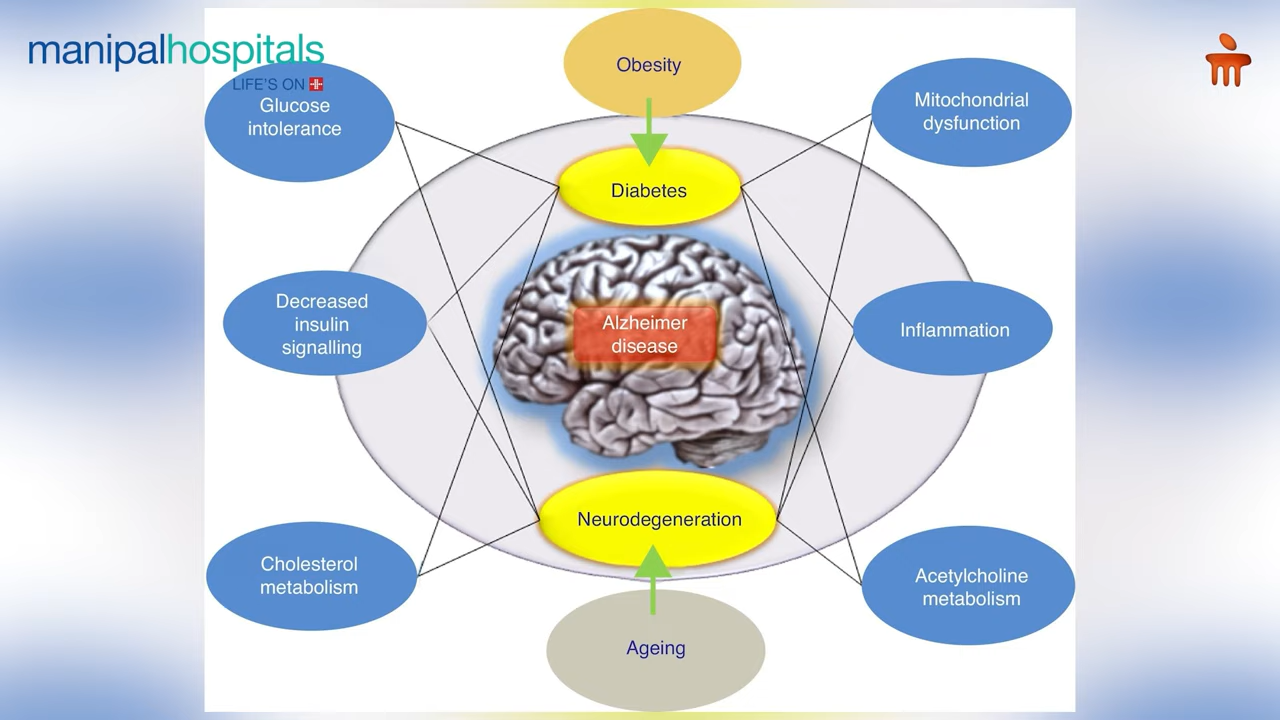 manipalhospitals
LIFE'S ON
Obesity
Glucose
intolerance
Mitochondrial
dysfunction
Diabetes
Decreased
insulin
signalling
Alzheimer
disease
Inflammation
Neurodegeneration
Cholesterol
metabolism
Acetylcholine
metabolism
Ageing